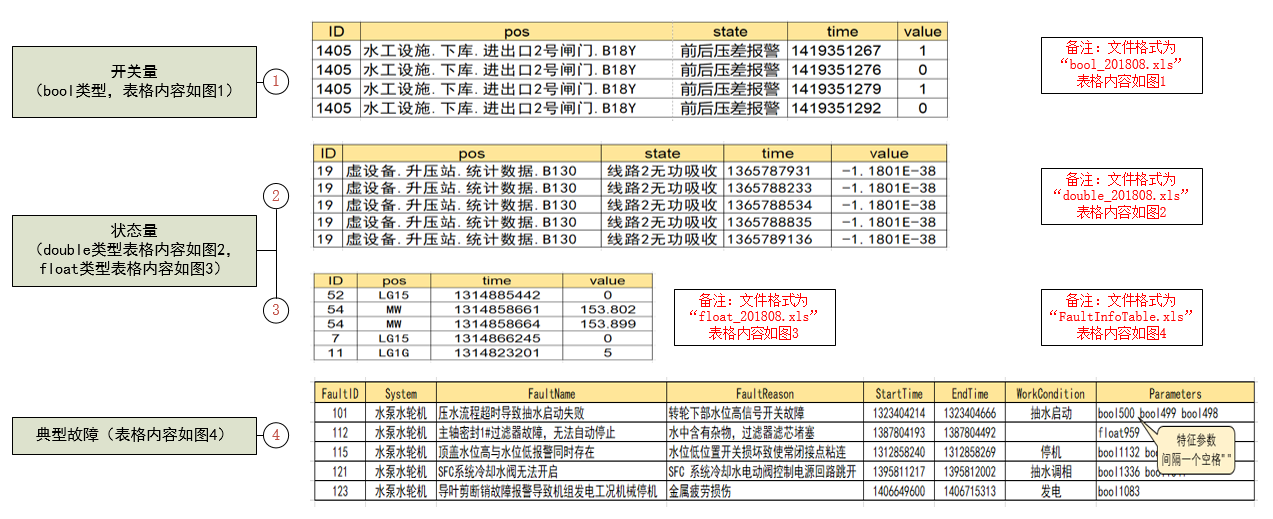 开关量
（bool类型，表格内容如图1）
1
ID pos state time value
1405 水工设施.下库.进出口2号闸门.B18Y 前后压差报警 1419351267 1
1405 水工设施.下库.进出口2号闸门.B18Y 前后压差报警 1419351276 0
1405 水工设施.下库.进出口2号闸门.B18Y 前后压差报警 1419351279 1
1405 水工设施.下库.进出口2号闸门.B18Y 前后压差报警 1419351292 0
备注：文件格式为
“bool_201808.xls”
表格内容如图1
状态量
（double类型表格内容如图2，
float类型表格内容如图3）
2
3
ID pos state time value
19 虚设备.升压站.统计数据.B130 线路2无功吸收 1365787931 -1.1801E-38
19 虚设备.升压站.统计数据.B130 线路2无功吸收 1365788233 -1.1801E-38
19 虚设备.升压站.统计数据.B130 线路2无功吸收 1365788534 -1.1801E-38
19 虚设备.升压站.统计数据.B130 线路2无功吸收 1365788835 -1.1801E-38
19 虚设备.升压站.统计数据.B130 线路2无功吸收 1365789136 -1.1801E-38
备注：文件格式为
“double_201808.xls”
表格内容如图2
ID pos time value
52 LG15 1314885442 0
54 MW 1314858661 153.802
54 MW 1314858664 153.899
7 LG15 1314866245 0
11 LG1G 1314823201 5
备注：文件格式为
“float_201808.xls”
表格内容如图3
备注：文件格式为
“FaultInfoTable.xls”
表格内容如图4
典型故障（表格内容如图4）
4
FaultID System FaultName FaultReason StartTime EndTime WorkCondition Parameters
101 水泵水轮机 压水流程超时导致抽水启动失败 转轮下部水位高信号开关故障 1323404214 1323404666 抽水启动 bool500 bool499 bool498
112 水泵水轮机 主轴密封1#过滤器故障，无法自动停止 水中含有杂物，过滤器滤芯堵塞 1387804193 1387804492 float959
115 水泵水轮机 顶盖水位高与水位低报警同时存在 水位低位置开关损坏致使常闭接点粘连 1312858240 1312858269 停机 bool1132
121 水泵水轮机 SFC系统冷却水阀无法开启 SFC 系统冷却水电动阀控制电源回路跳开 1395811217 1395812002 抽水调相 bool1336
123 水泵水轮机 导叶剪断销故障报警导致机组发电工况机械停机 金属疲劳损伤 1406649600 1406715313 发电 bool1083
特征参数
间隔一个空格""